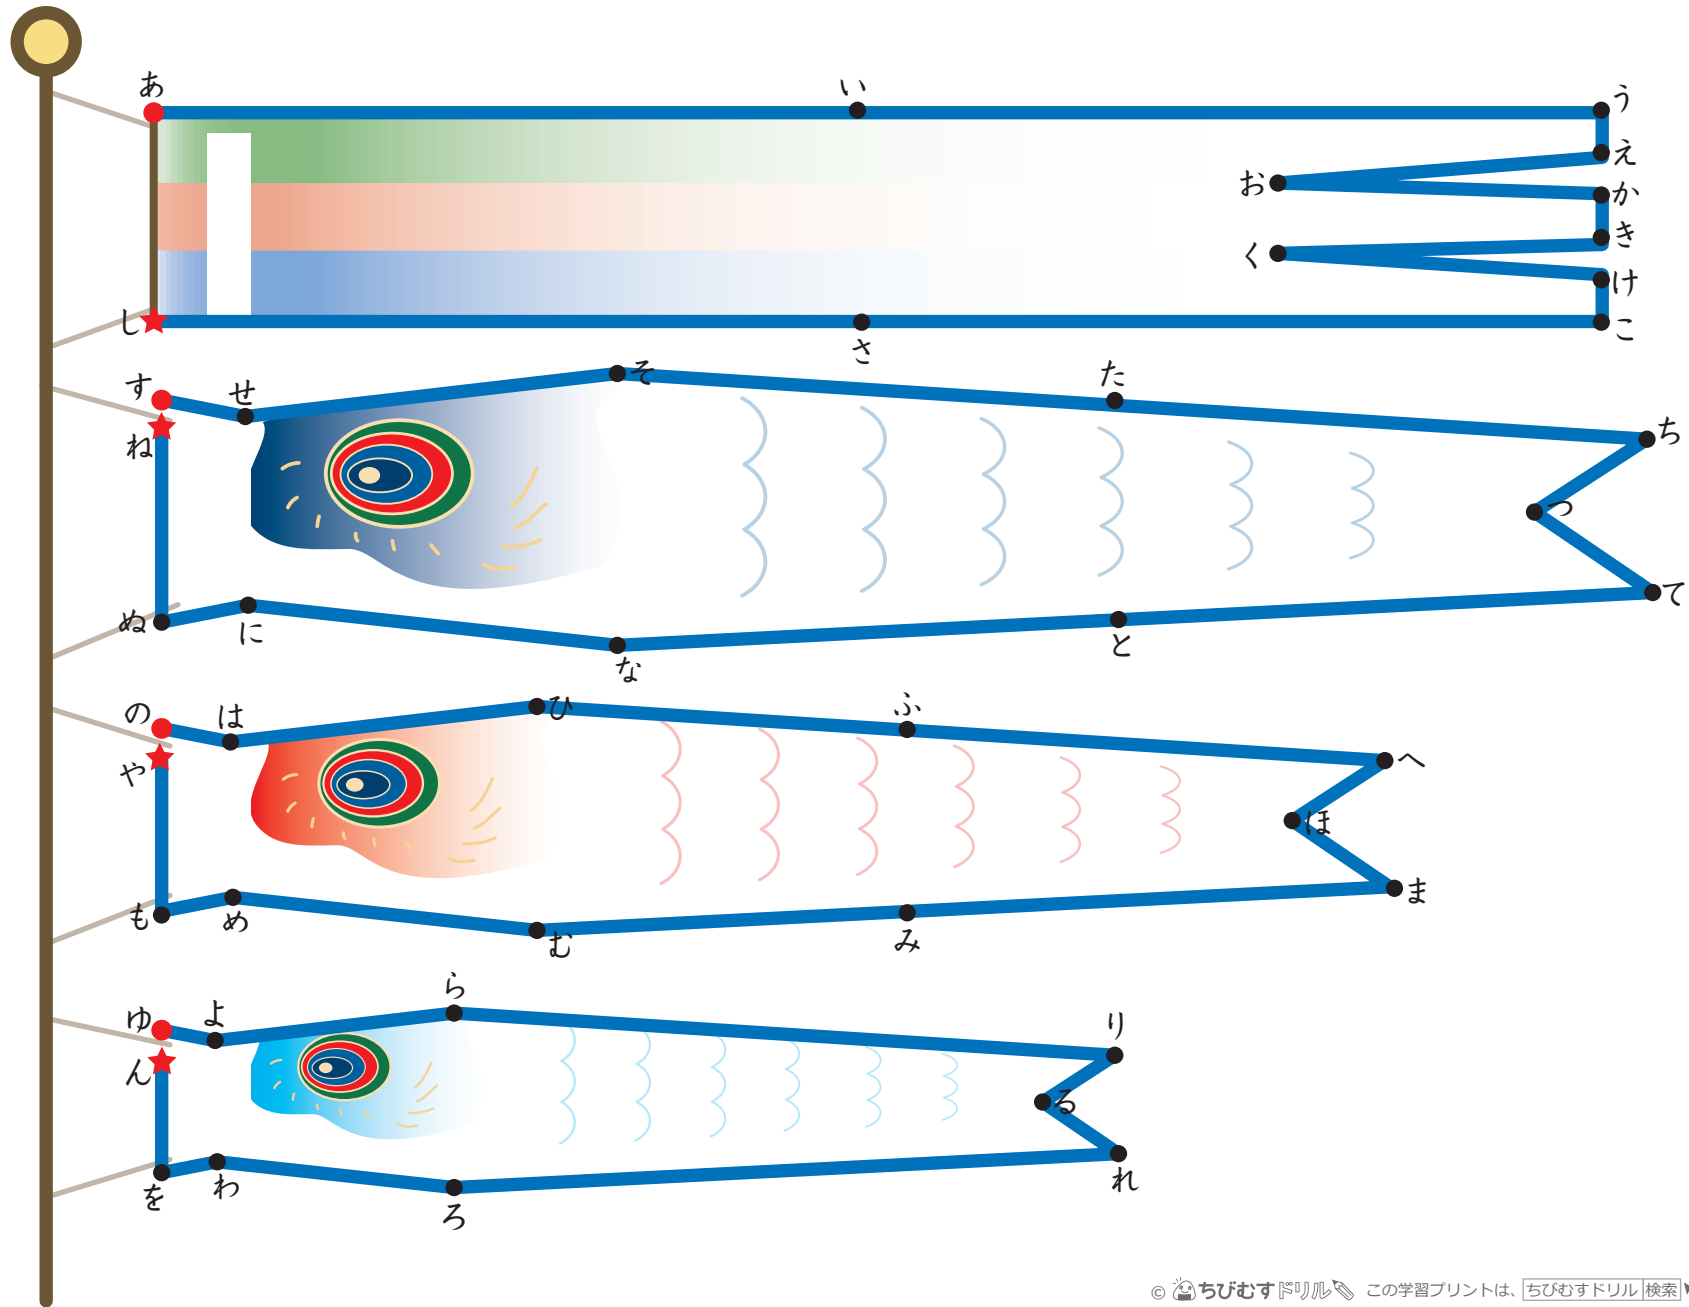 あ
い
う
え
お
か
き
く
け
こ
さ
し
す
せ
そ
た
ち
つ
て
と
な
に
ぬ
ね
の
は
ひ
ふ
へ
ほ
ま
み
む
め
も
や
ゆ
よ
ら
り
る
れ
ろ
わ
を
ん
© ちびむすドリル この学習プリントは、 ちびむすドリル 検索